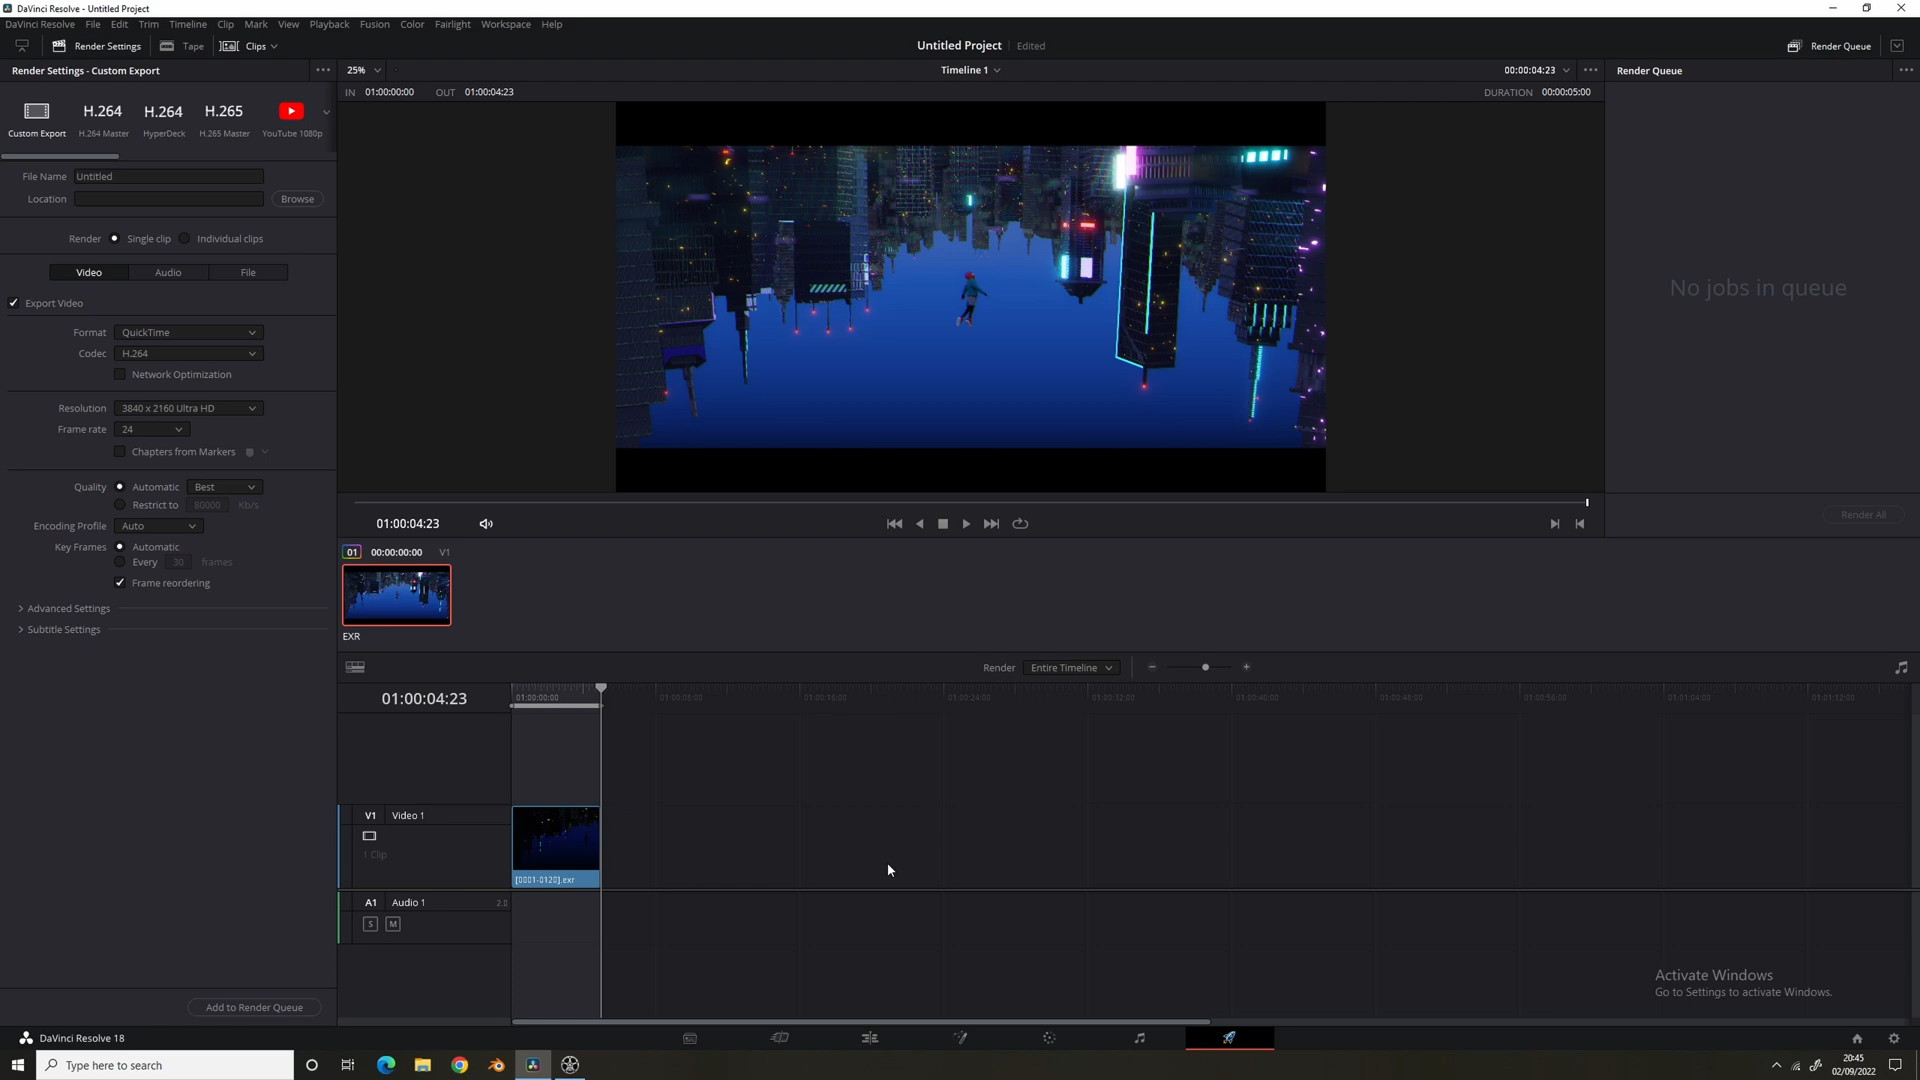 DaVinci Resolve - Untitled Project
DaVinci Resolve File Edit Trim Timeline Clip Mark View Playback Fusion Color Fairlight Workspace Help
Render Settings Tape Clips Untitled Project Edited Render Queue
Render Settings - Custom Export 25% Timeline 1 00:00:04:23 Render Queue
IN 01:00:00:00 OUT 01:00:04:23 DURATION 00:00:05:00
H.264 H.264 H.265
Custom Export H.264 Master HyperDeck H.265 Master YouTube 1080p
File Name Untitled
Location Browse
Render Single clip Individual clips
Video Audio File
Export Video
No jobs in queue
Format QuickTime
Codec H.264
Network Optimization
Resolution 3840 x 2160 Ultra HD
Frame rate 24
Chapters from Markers
Quality Automatic Best
Restrict to 80000 Kb/s
Render All
Encoding Profile Auto
01:00:04:23
Key Frames Automatic
Every 30 frames
Frame reordering
01 00:00:00:00 V1
EXR
Advanced Settings
Subtitle Settings
Render Entire Timeline
01:00:04:23 01:00:00:00 01:00:08:00 01:00:16:00 01:00:24:00 01:00:32:00 01:00:40:00 01:00:48:00 01:00:56:00 01:01:04:00 01:01:12:00
V1 Video 1
1 Clip
[0001-0120].exr
A1 Audio 1 2.0
S M
Activate Windows
Go to Settings to activate Windows.
Add to Render Queue
DaVinci Resolve 18
Type here to search
20:45
02/09/2022